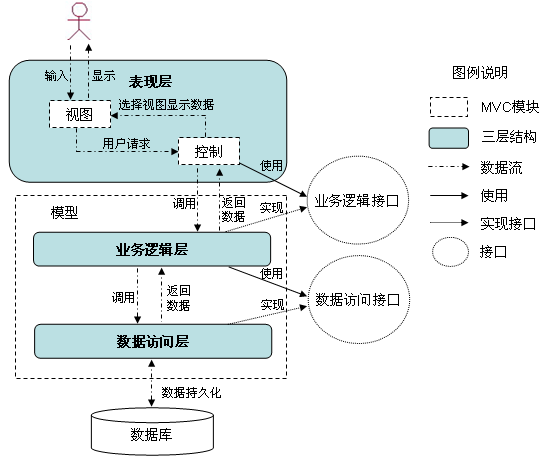 输入
显示
表现层
视图
选择视图显示数据
用户请求
控制
使用
调用
返回
数据
实现
业务逻辑接口
模型
业务逻辑层
使用
调用
返回
数据
实现
数据访问接口
数据访问层
数据持久化
数据库
图例说明
MVC模块
三层结构
数据流
使用
实现接口
接口